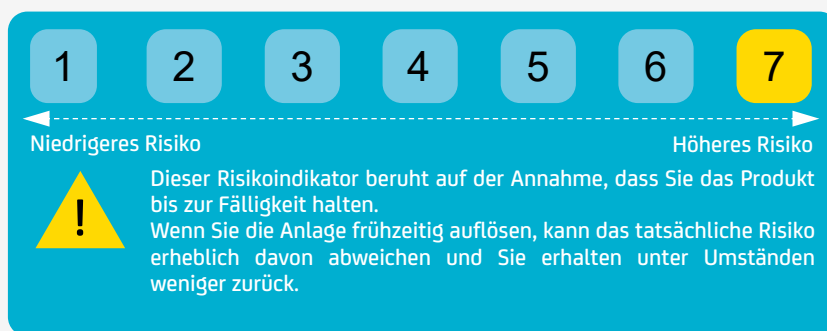 1 2 3 4 5 6 7
Niedrigeres Risiko Höheres Risiko
Dieser Risikoindikator beruht auf der Annahme, dass Sie das Produkt
bis zur Fälligkeit halten.
Wenn Sie die Anlage frühzeitig auflösen, kann das tatsächliche Risiko
erheblich davon abweichen und Sie erhalten unter Umständen
weniger zurück.
!